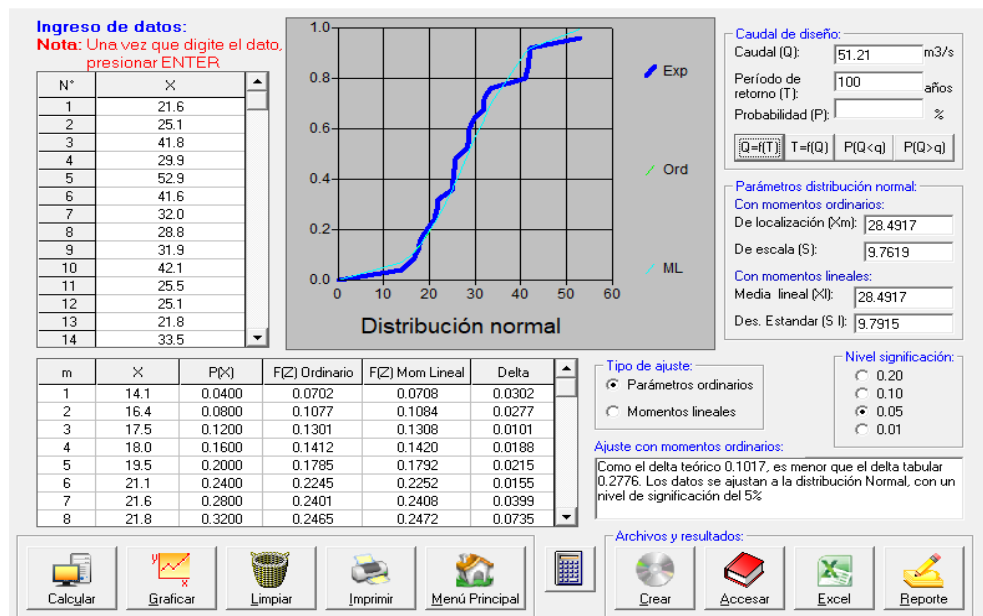 Ingreso de datos:
Nota: Una vez que digite el dato,
presionar ENTER
N° X
1 21.6
2 25.1
3 41.8
4 29.9
5 52.9
6 41.6
7 32.0
8 28.8
9 31.9
10 42.1
11 25.5
12 25.1
13 21.8
14 33.5
1.0
0.8
0.6
0.4
0.2
0.0
0 10 20 30 40 50 60
Exp
Ord
ML
Distribución normal
Caudal de diseño:
Caudal (Q): 51.21 m3/s
Período de
retorno (T): 100 años
Probabilidad (P): %
Q=f(T) T=f(Q) P(Q<q) P(Q>q)
Parámetros distribución normal:
Con momentos ordinarios:
De localización (Xm): 28.4917
De escala (S): 9.7619
Con momentos lineales:
Media lineal (Xl): 28.4917
Des. Estandar (S l): 9.7915
m X P(X) F(Z) Ordinario F(Z) Mom Lineal Delta
1 14.1 0.0400 0.0702 0.0708 0.0302
2 16.4 0.0800 0.1077 0.1084 0.0277
3 17.5 0.1200 0.1301 0.1308 0.0101
4 18.0 0.1600 0.1412 0.1420 0.0188
5 19.5 0.2000 0.1785 0.1792 0.0215
6 21.1 0.2400 0.2245 0.2252 0.0155
7 21.6 0.2800 0.2401 0.2408 0.0399
8 21.8 0.3200 0.2465 0.2472 0.0735
Tipo de ajuste:
Parámetros ordinarios
Momentos lineales
Nivel significación:
0.20
0.10
0.05
0.01
Ajuste con momentos ordinarios:
Como el delta teórico 0.1017, es menor que el delta tabular
0.2776. Los datos se ajustan a la distribución Normal, con un
nivel de significación del 5%
Calcular Graficar Limpiar Imprimir Menú Principal
Archivos y resultados:
Crear Accesar Excel Reporte